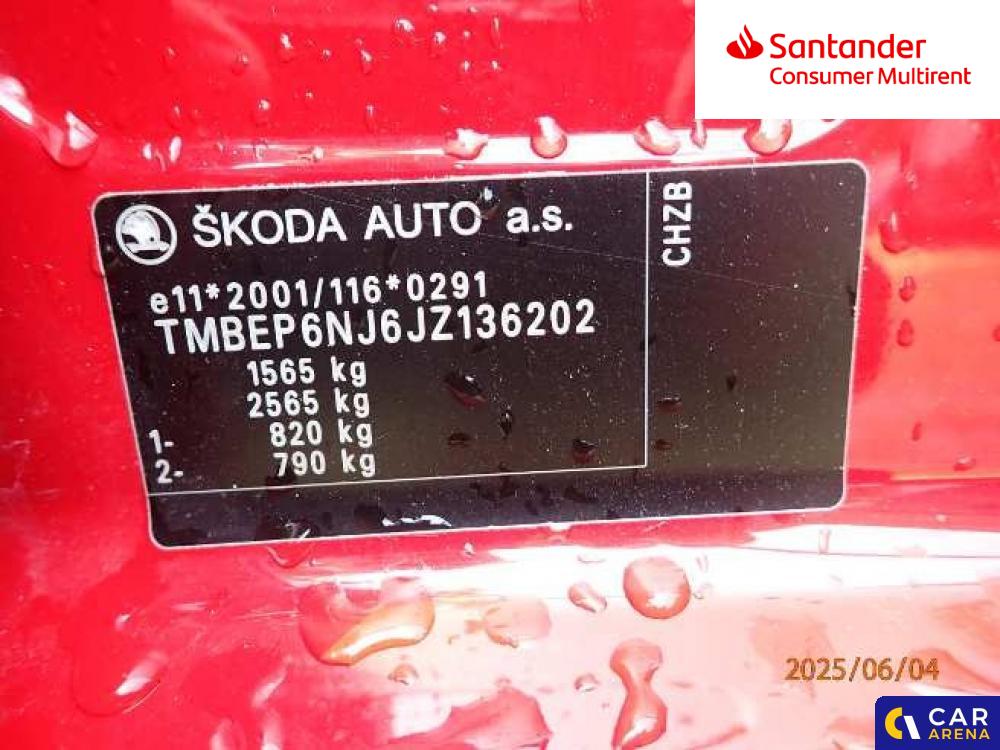 Santander
Consumer Multirent
ŠKODA AUTO a.s.
CHZB
e11*2001/116*0291
TMBEP6NJ6JZ136202
1565 kg
2565 kg
1- 820 kg
2- 790 kg
2025/06/04
CAR
ARENA